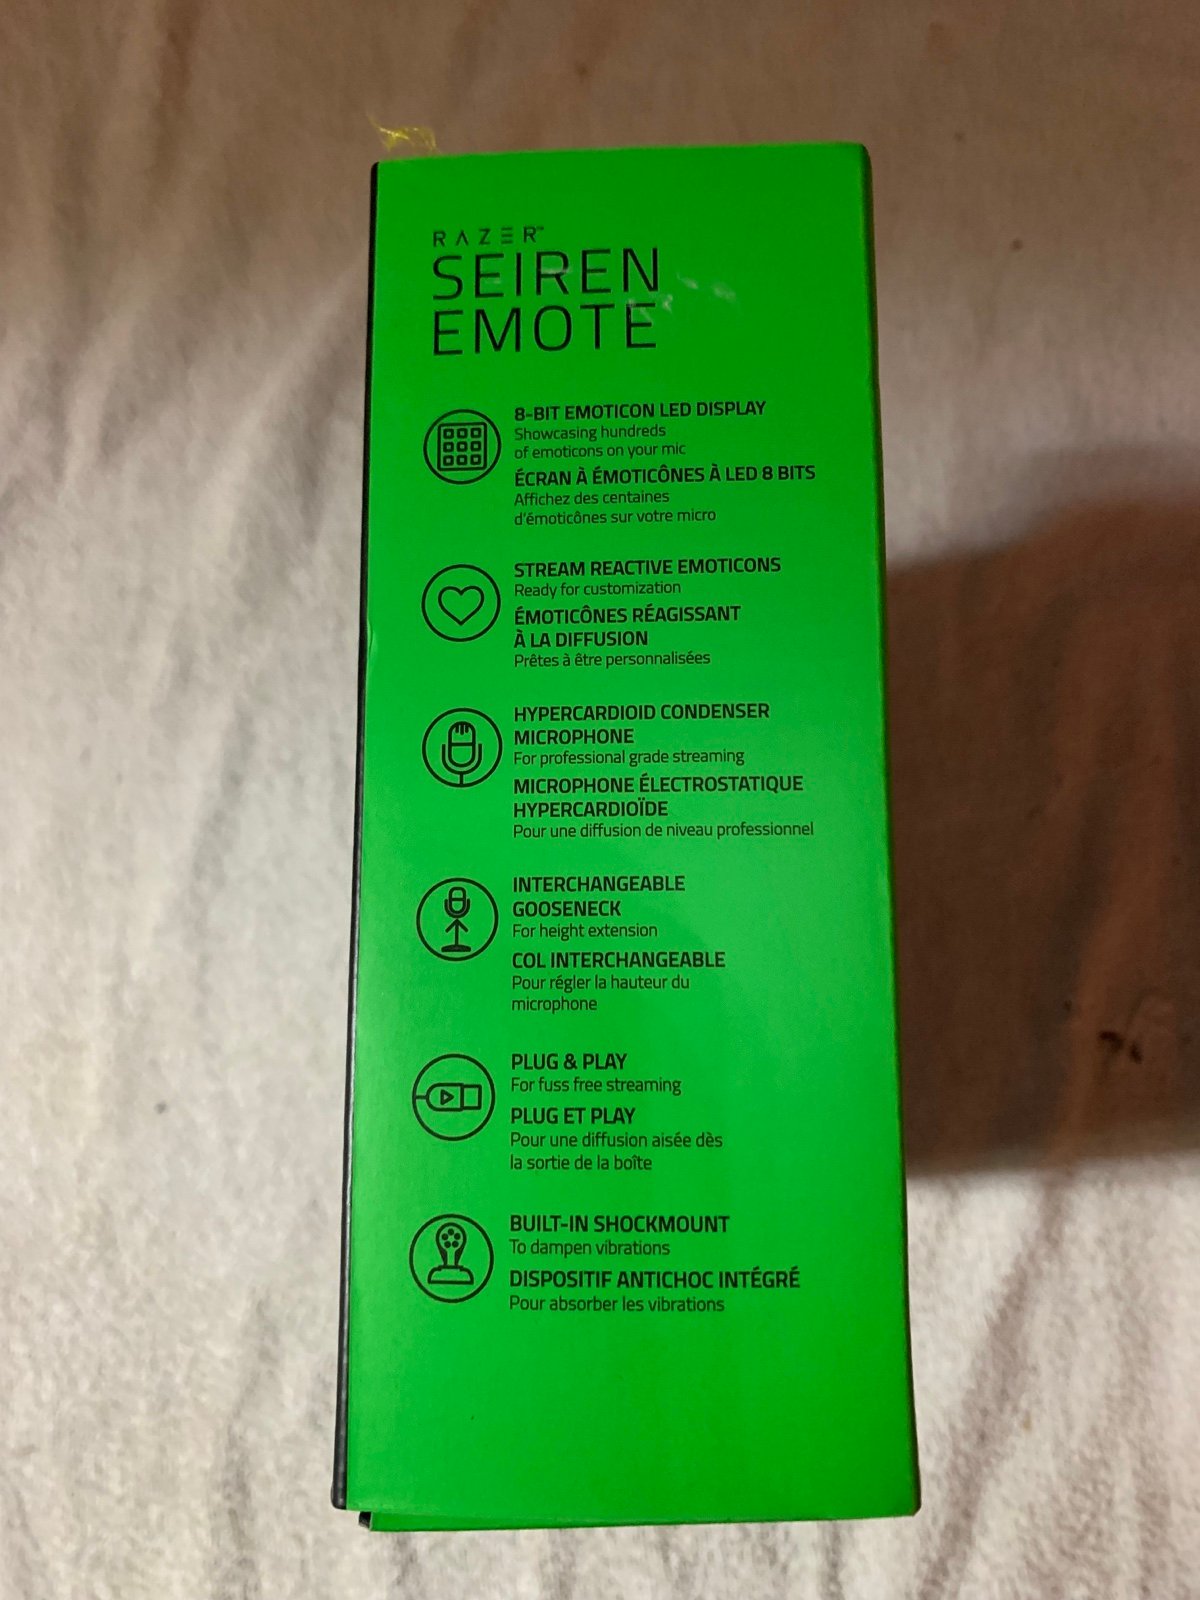 RAZER™
SEIREN
EMOTE
8-BIT EMOTICON LED DISPLAY
Showcasing hundreds
of emoticons on your mic
ÉCRAN À ÉMOTICÔNES À LED 8 BITS
Affichez des centaines
d'émoticônes sur votre micro
STREAM REACTIVE EMOTICONS
Ready for customization
ÉMOTICÔNES RÉAGISSANT
À LA DIFFUSION
Prêtes à être personnalisées
HYPERCARDIOID CONDENSER
MICROPHONE
For professional grade streaming
MICROPHONE ÉLECTROSTATIQUE
HYPERCARDIOÏDE
Pour une diffusion de niveau professionnel
INTERCHANGEABLE
GOOSENECK
For height extension
COL INTERCHANGEABLE
Pour régler la hauteur du
microphone
PLUG & PLAY
For fuss free streaming
PLUG ET PLAY
Pour une diffusion aisée dès
la sortie de la boîte
BUILT-IN SHOCKMOUNT
To dampen vibrations
DISPOSITIF ANTICHOC INTÉGRÉ
Pour absorber les vibrations